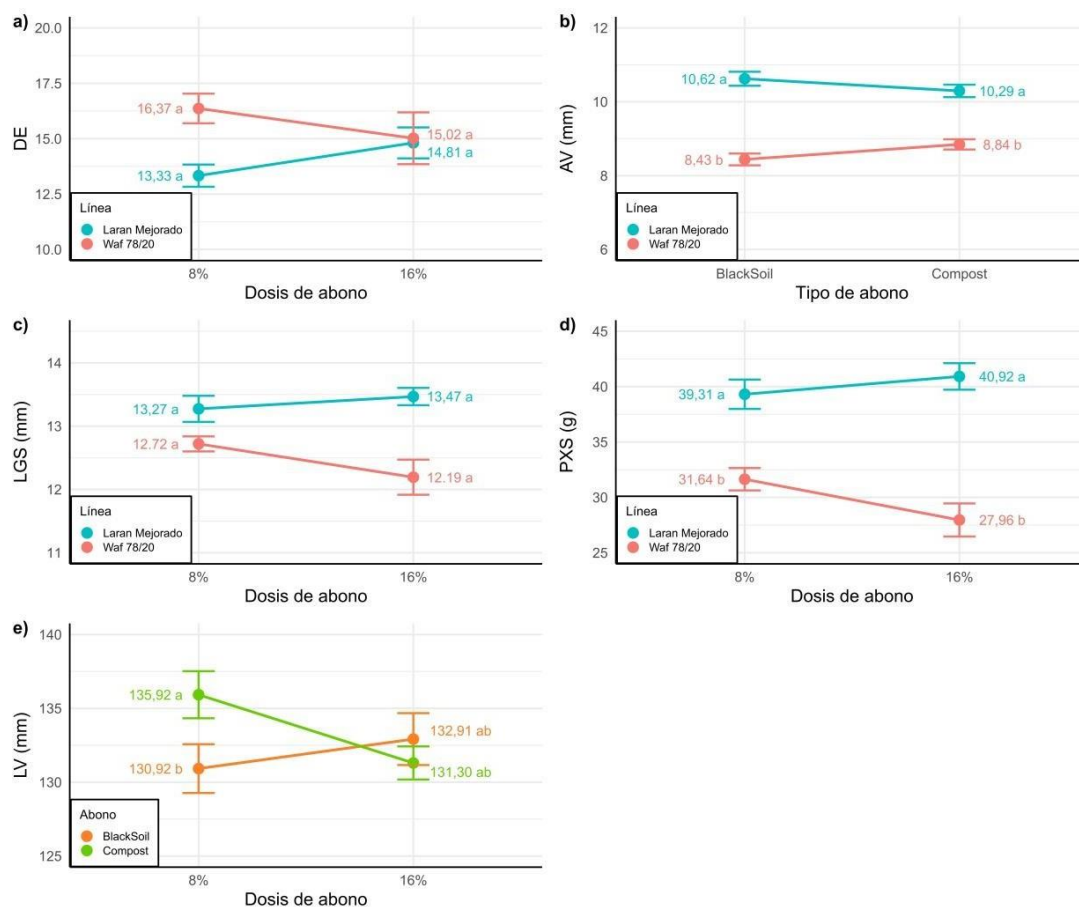 a)
20.0
17.5
15.0
12.5
10.0
DE
16,37 a
13,33 a
15,02 a
14,81 a
Línea
Laran Mejorado
Waf 78/20
8%
16%
Dosis de abono
b)
12
10
8
6
AV (mm)
10,62 a
10,29 a
8,43 b
8,84 b
Línea
Laran Mejorado
Waf 78/20
BlackSoil
Compost
Tipo de abono
c)
14
13
12
11
LGS (mm)
13,27 a
13,47 a
12.72 a
12.19 a
Línea
Laran Mejorado
Waf 78/20
8%
16%
Dosis de abono
d)
45
40
35
30
25
PXS (g)
39,31 a
40,92 a
31,64 b
27,96 b
Línea
Laran Mejorado
Waf 78/20
8%
16%
Dosis de abono
e)
140
135
130
125
LV (mm)
135,92 a
130,92 b
132,91 ab
131,30 ab
Abono
BlackSoil
Compost
8%
16%
Dosis de abono